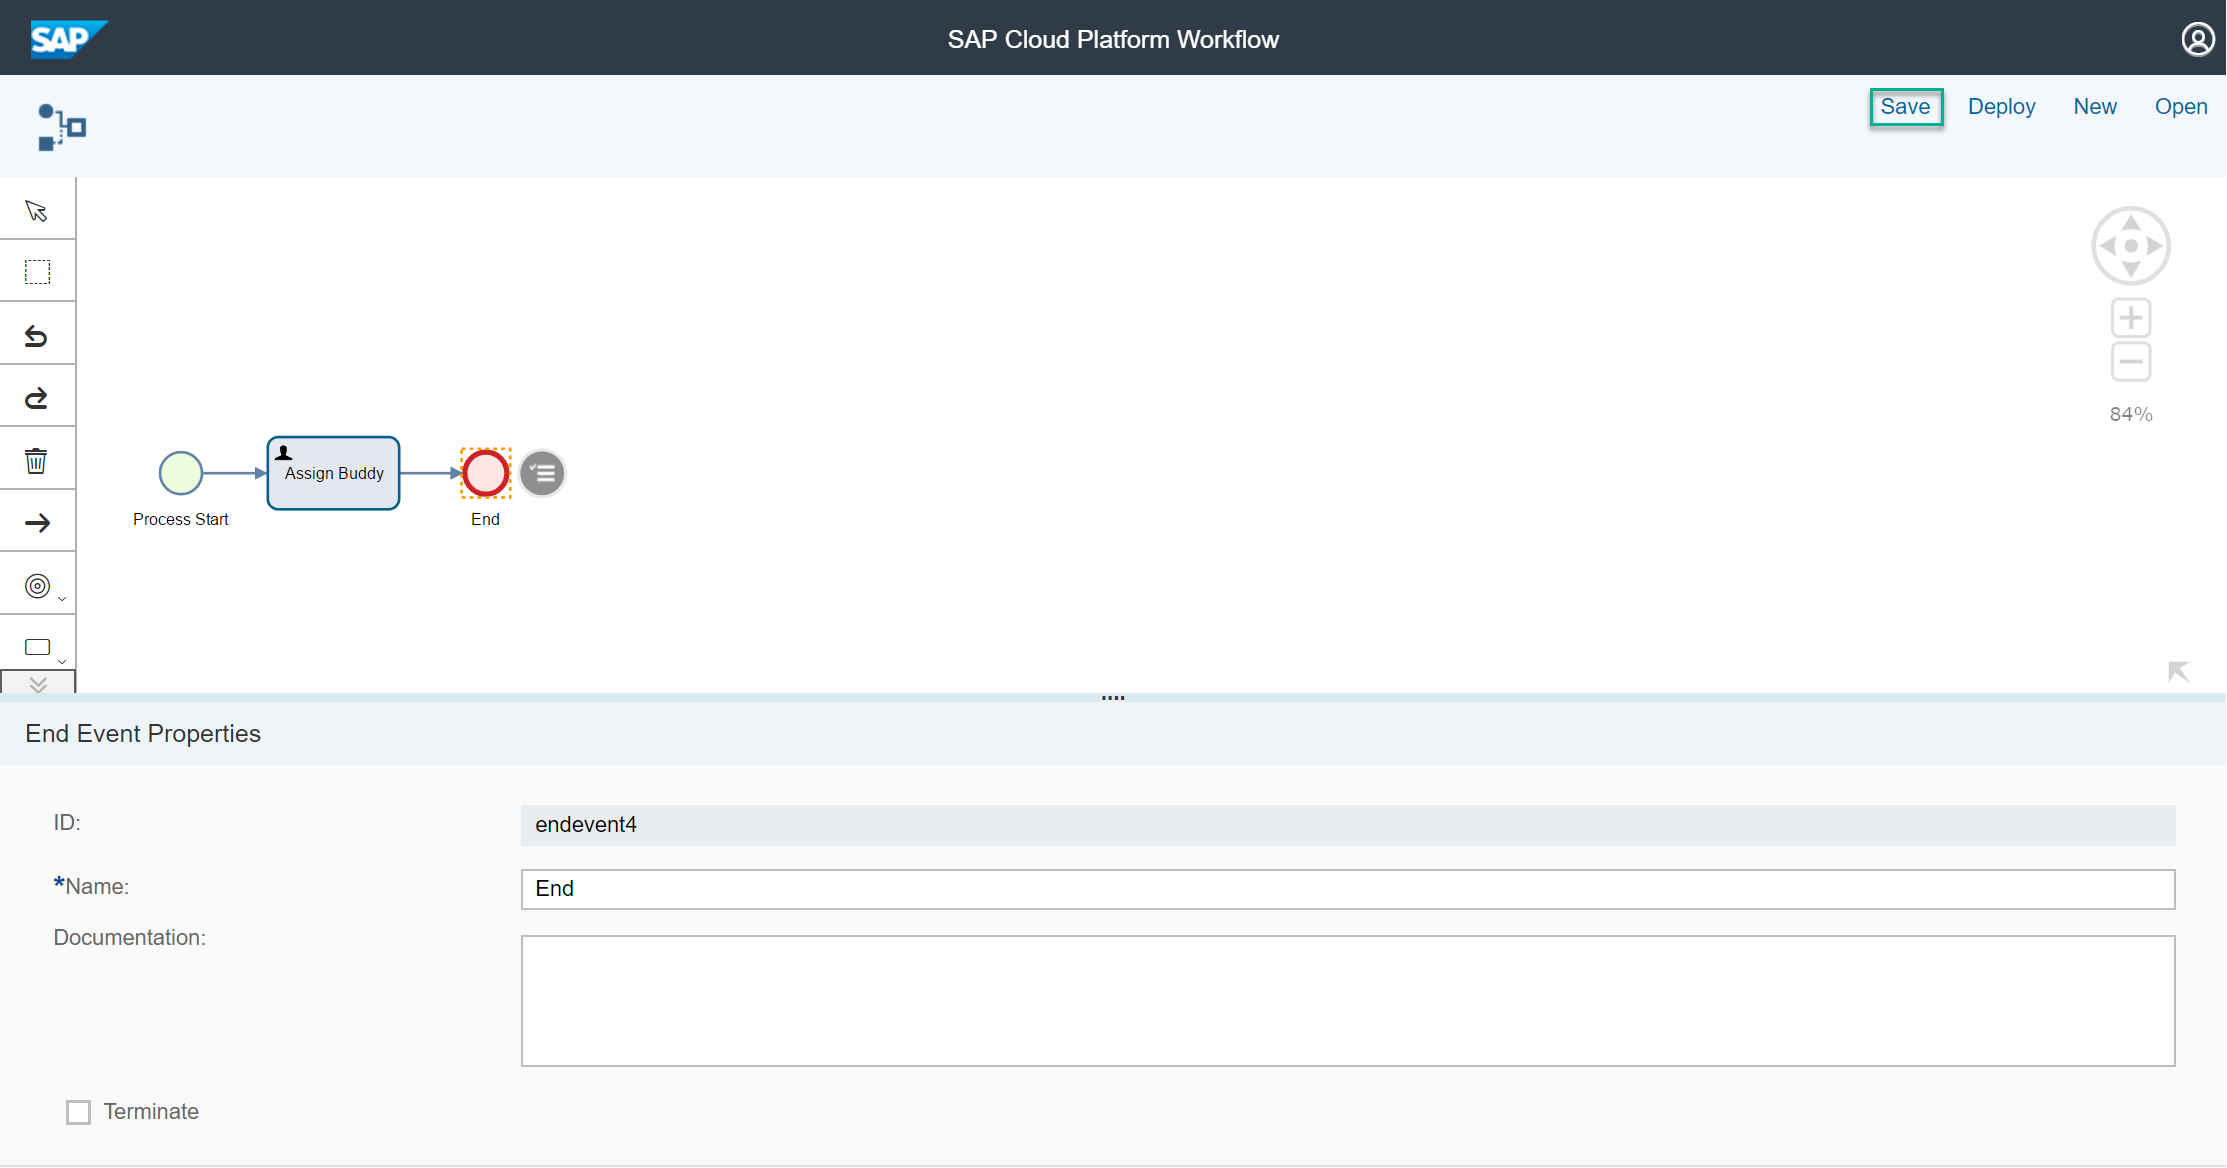 SAP
SAP Cloud Platform Workflow
Save Deploy New Open
84%
Assign Buddy
Process Start
End
End Event Properties
ID:
endevent4
*Name:
End
Documentation:
Terminate